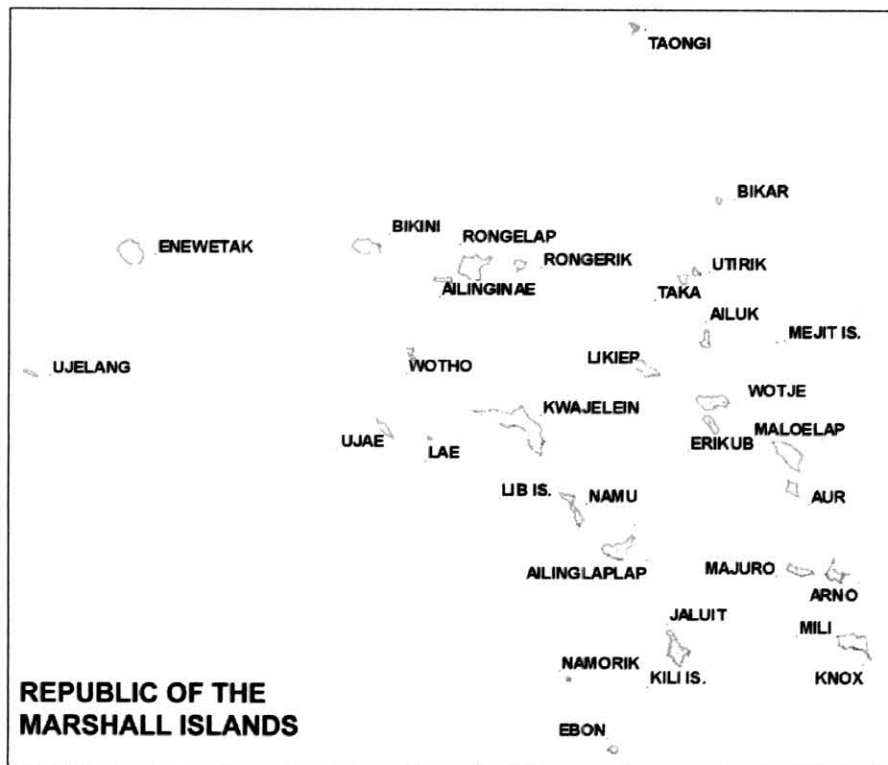 TAONGI
BIKAR
BIKINI
ENEWETAK
RONGELAP
RONGERIK
UTIRIK
AILINGINAE
TAKA
AILUK
MEJIT IS.
UJELANG
WOTHO
LIKIEP
WOTJE
KWAJELEIN
UJAE
LAE
ERIKUB
MALOELAP
LIB IS.
NAMU
AUR
AILINGLAPLAP
MAJURO
ARNO
JALUIT
MILI
NAMORIK
KILI IS.
KNOX
REPUBLIC OF THE
MARSHALL ISLANDS
EBON